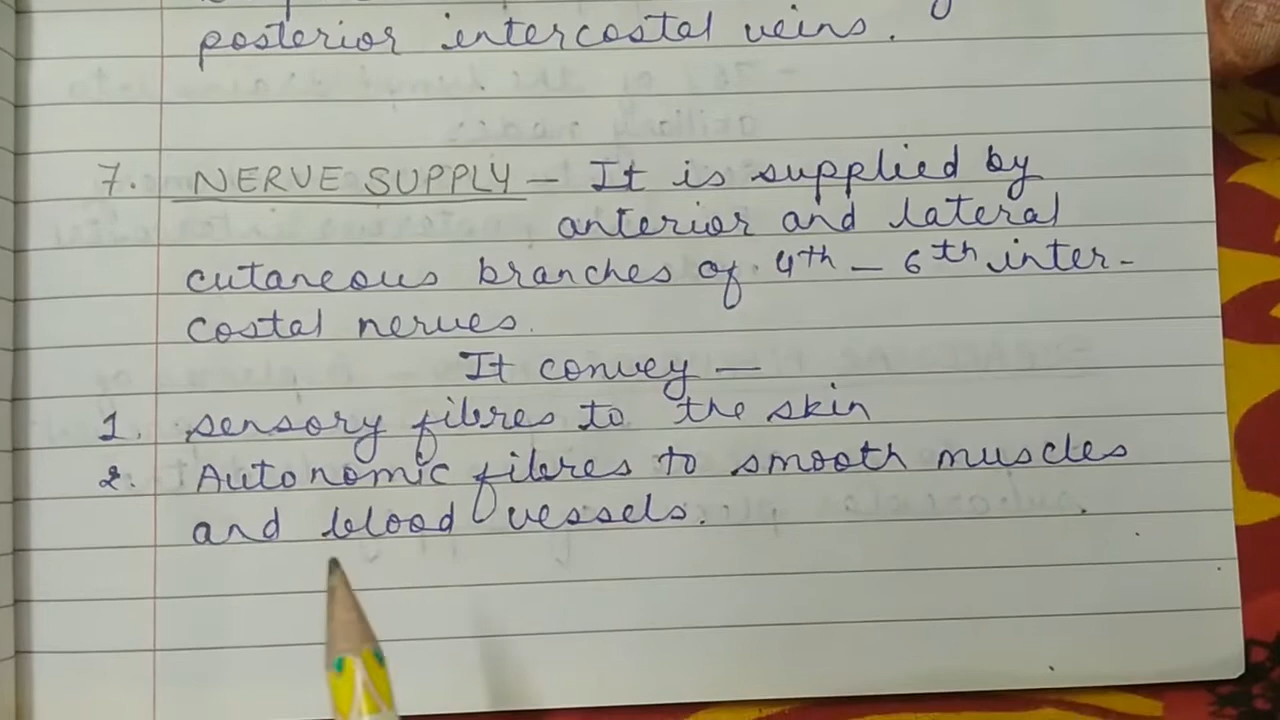 posterior intercostal veins.
7. NERVE SUPPLY – It is supplied by
anterior and lateral
cutaneous branches of 4th – 6th inter-
costal nerves.
It convey –
1. sensory fibres to the skin
2. Autonomic fibres to smooth muscles
and blood vessels.